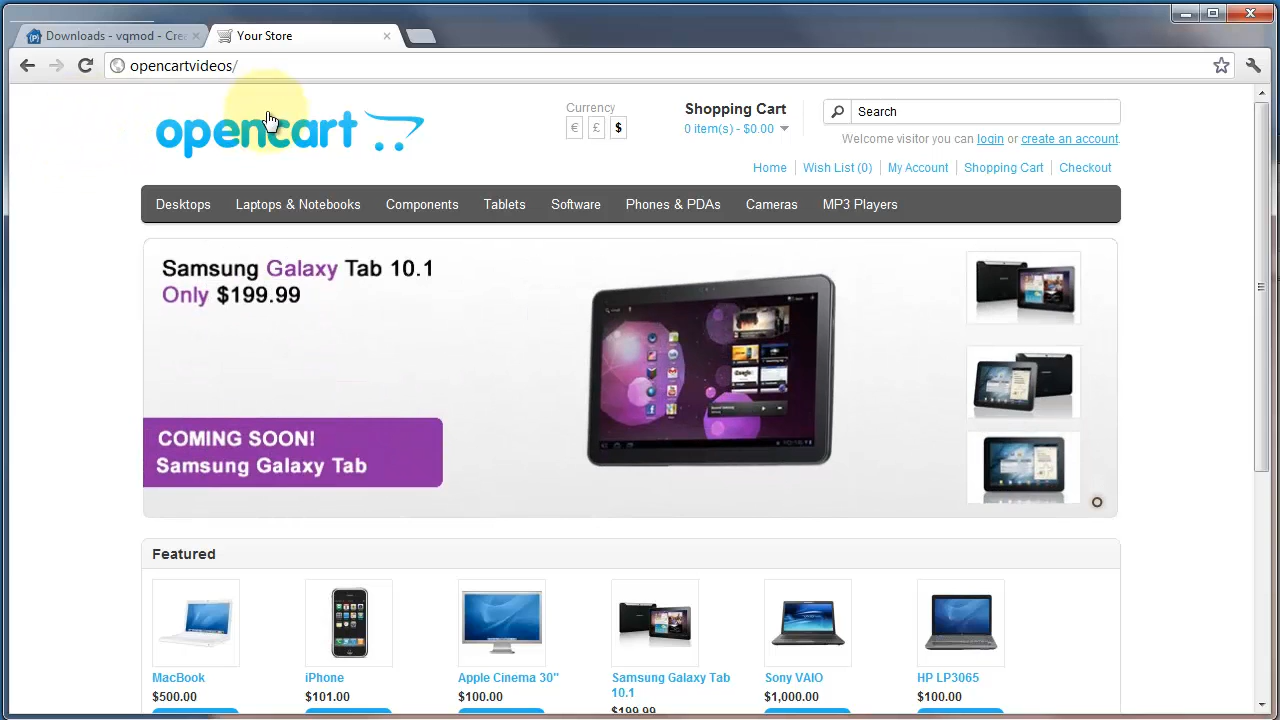 Downloads - vqmod - Cre
Your Store
opencartvideos/
opencart
Currency
€ £ $
Shopping Cart
0 item(s) - $0.00
Search
Welcome visitor you can login or create an account.
Home Wish List (0) My Account Shopping Cart Checkout
Desktops Laptops & Notebooks Components Tablets Software Phones & PDAs Cameras MP3 Players
Samsung Galaxy Tab 10.1
Only $199.99
COMING SOON!
Samsung Galaxy Tab
Featured
MacBook
$500.00
iPhone
$101.00
Apple Cinema 30"
$100.00
Samsung Galaxy Tab
10.1
$199.99
Sony VAIO
$1,000.00
HP LP3065
$100.00